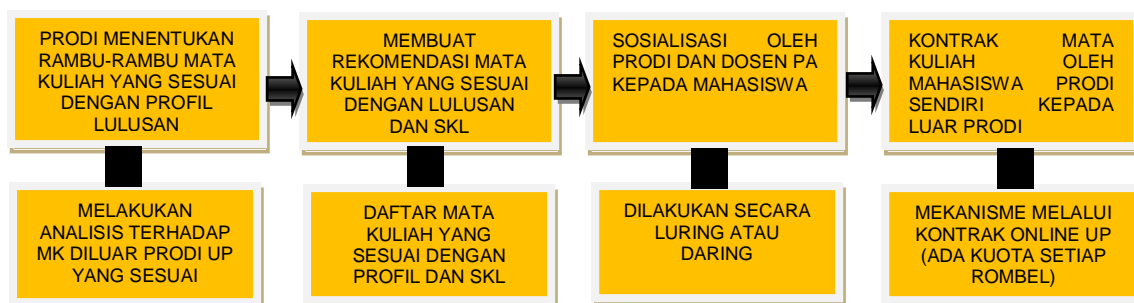 PRODI MENENTUKAN
RAMBU-RAMBU MATA
KULIAH YANG SESUAI
DENGAN PROFIL
LULUSAN
MEMBUAT
REKOMENDASI MATA
KULIAH YANG SESUAI
DENGAN LULUSAN
DAN SKL
SOSIALISASI OLEH
PRODI DAN DOSEN PA
KEPADA MAHASISWA
KONTRAK MATA
KULIAH OLEH
MAHASISWA PRODI
SENDIRI KEPADA
LUAR PRODI
MELAKUKAN
ANALISIS TERHADAP
MK DILUAR PRODI UP
YANG SESUAI
DAFTAR MATA
KULIAH YANG
SESUAI DENGAN
PROFIL DAN SKL
DILAKUKAN SECARA
LURING ATAU
DARING
MEKANISME MELALUI
KONTRAK ONLINE UP
(ADA KUOTA SETIAP
ROMBEL)